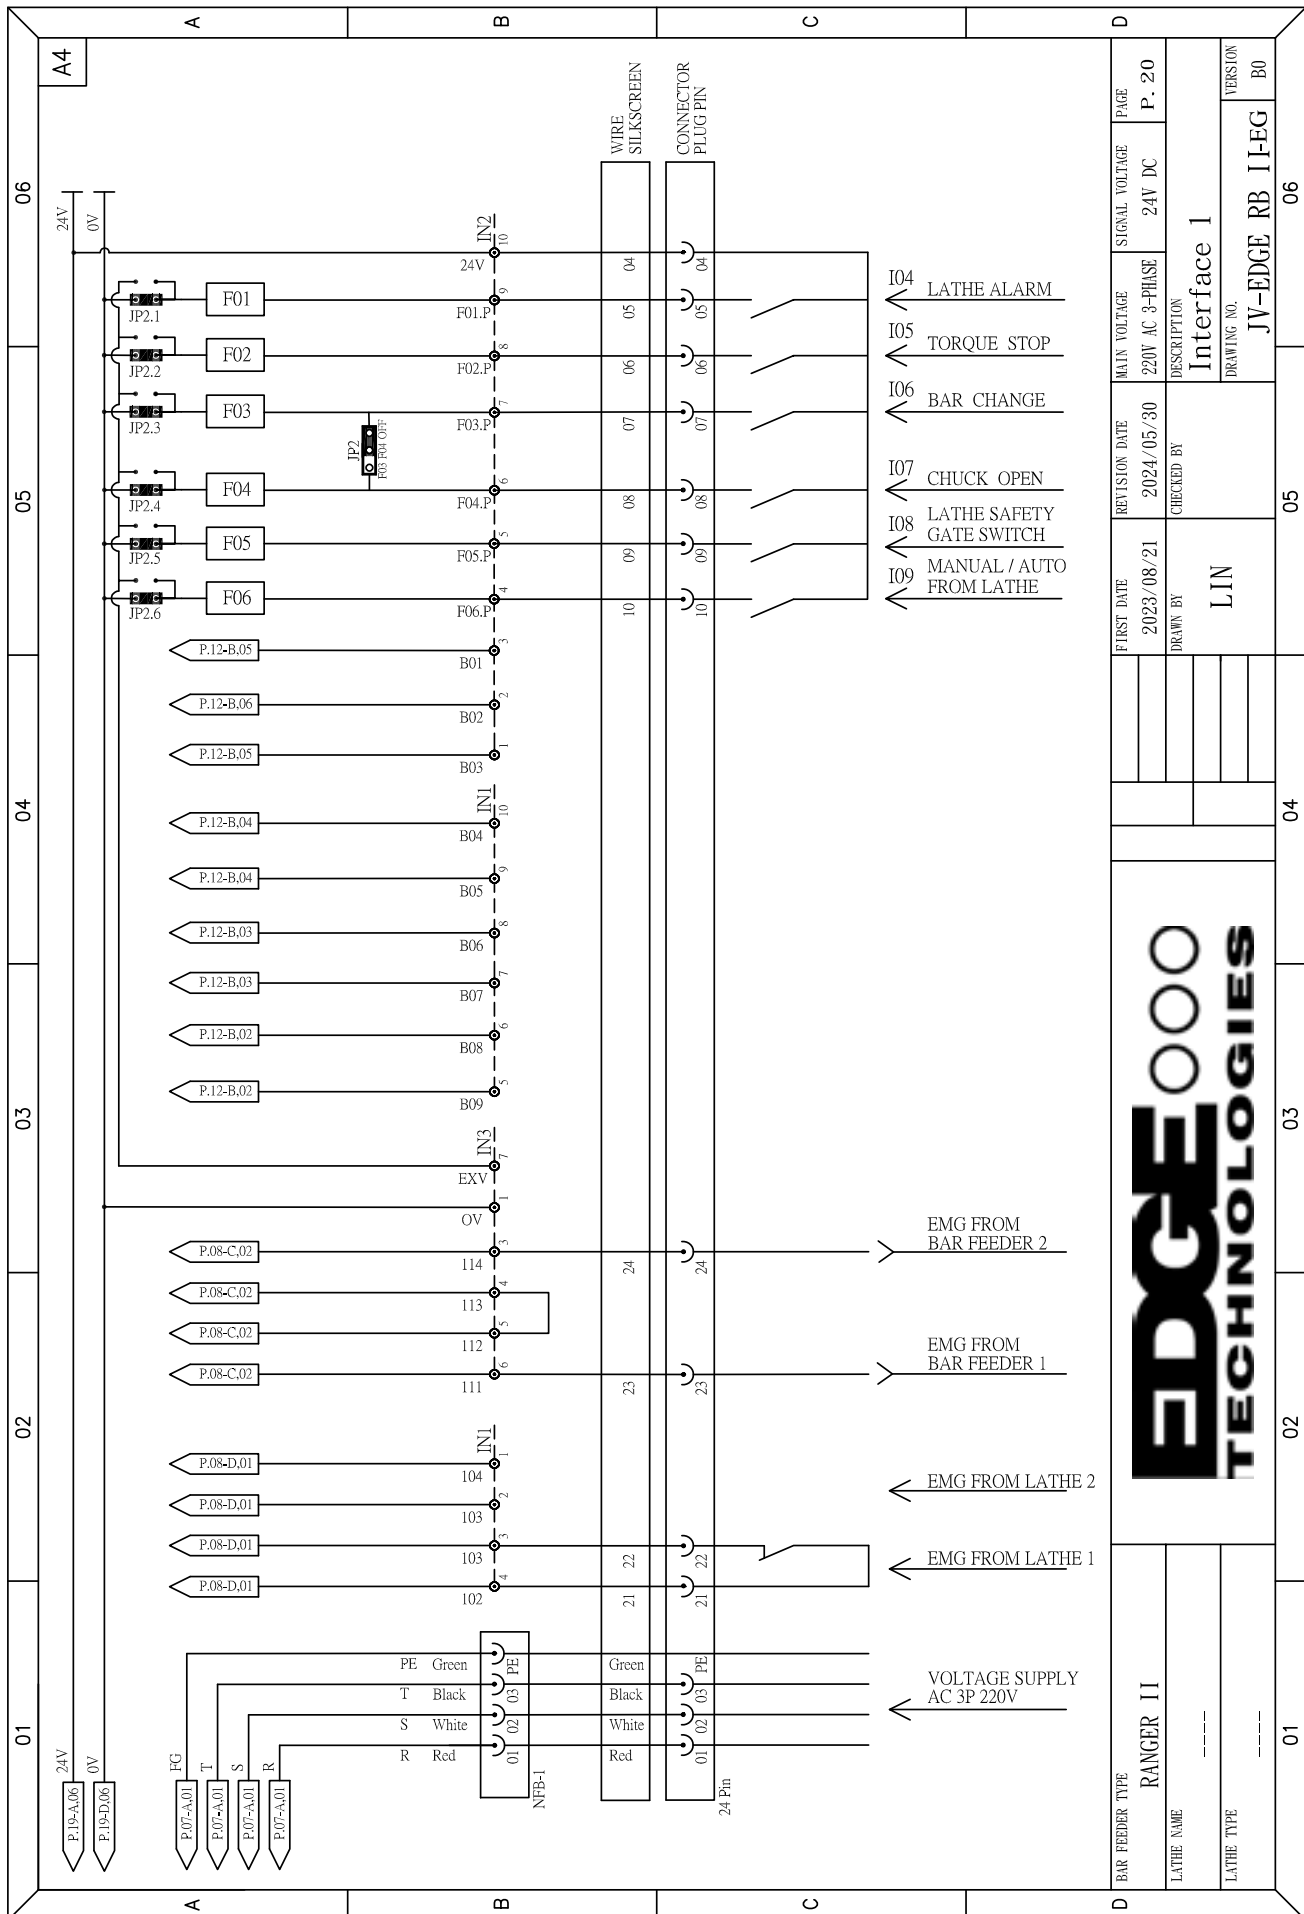 A4
A
B
C
D
01
02
03
04
05
06
P.19-A,06
24V
24V
P.19-D,06
0V
0V
P.07-A,01
FG
P.07-A,01
T
P.07-A,01
S
P.07-A,01
R
PE Green
T Black
S White
R Red
01
02
03
PE
NFB-1
Red
White
Black
Green
01
02
03
PE
24 Pin
VOLTAGE SUPPLY
AC 3P 220V
P.08-D,01
P.08-D,01
P.08-D,01
P.08-D,01
102
103
103
104
4
3
2
1
IN1
21
22
21
22
EMG FROM LATHE 1
EMG FROM LATHE 2
P.08-C,02
P.08-C,02
P.08-C,02
P.08-C,02
111
112
113
114
6
5
4
3
23
24
23
24
EMG FROM
BAR FEEDER 1
EMG FROM
BAR FEEDER 2
OV
1
EXV
7
IN3
P.12-B,02
P.12-B,02
P.12-B,03
P.12-B,03
P.12-B,04
P.12-B,04
B09
B08
B07
B06
B05
B04
5
6
7
8
9
10
IN1
P.12-B,05
P.12-B,06
P.12-B,05
B03
B02
B01
1
2
3
JP2.6
JP2.5
JP2.4
JP2.3
JP2.2
JP2.1
F06
F05
F04
F03
F02
F01
JP2
F03 F04 OFF
F06.P
F05.P
F04.P
F03.P
F02.P
F01.P
24V
4
5
6
7
8
9
10
IN2
WIRE
SILKSCREEN
10
09
08
07
06
05
04
CONNECTOR
PLUG PIN
10
09
08
07
06
05
04
I09
MANUAL / AUTO
FROM LATHE
I08
LATHE SAFETY
GATE SWITCH
I07
CHUCK OPEN
I06
BAR CHANGE
I05
TORQUE STOP
I04
LATHE ALARM
BAR FEEDER TYPE
RANGER II
LATHE NAME
----
LATHE TYPE
----
EDGE
TECHNOLOGIES
FIRST DATE
2023/08/21
REVISION DATE
2024/05/30
MAIN VOLTAGE
220V AC 3-PHASE
SIGNAL VOLTAGE
24V DC
PAGE
P. 20
DRAWN BY
LIN
CHECKED BY
DESCRIPTION
Interface 1
DRAWING NO.
JV-EDGE RB II-EG
VERSION
B0
A
B
C
D
01
02
03
04
05
06